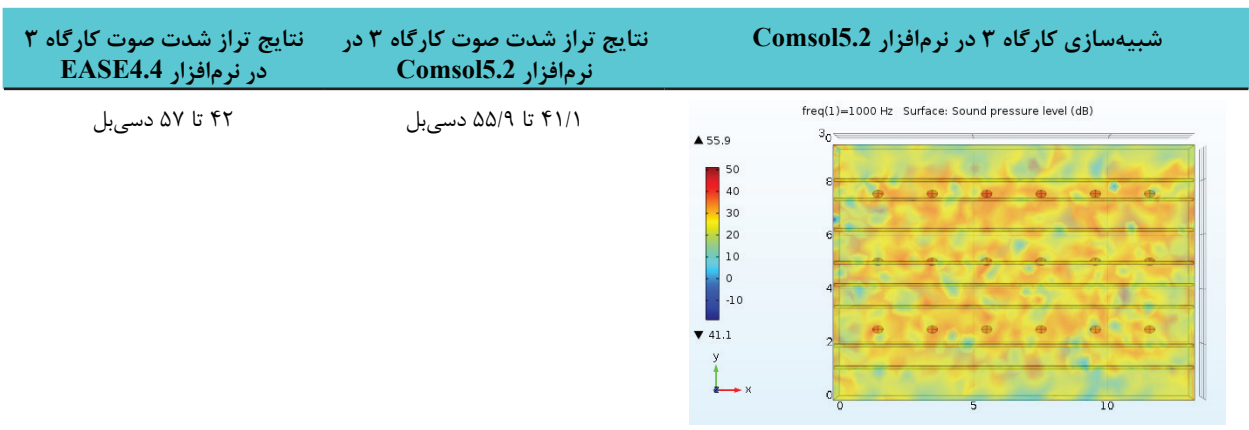 شبیه‌سازی کارگاه ۳ در نرم‌افزار Comsol5.2
نتایج تراز شدت صوت کارگاه ۳ در
نرم‌افزار Comsol5.2
نتایج تراز شدت صوت کارگاه ۳
در نرم‌افزار EASE4.4
freq(1)=1000 Hz Surface: Sound pressure level (dB)
▲ 55.9
50
40
30
20
10
0
-10
▼ 41.1
y
x
3
0
8
6
4
2
0
0
5
10
۴۱/۱ تا ۵۵/۹ دسی‌بل
۴۲ تا ۵۷ دسی‌بل